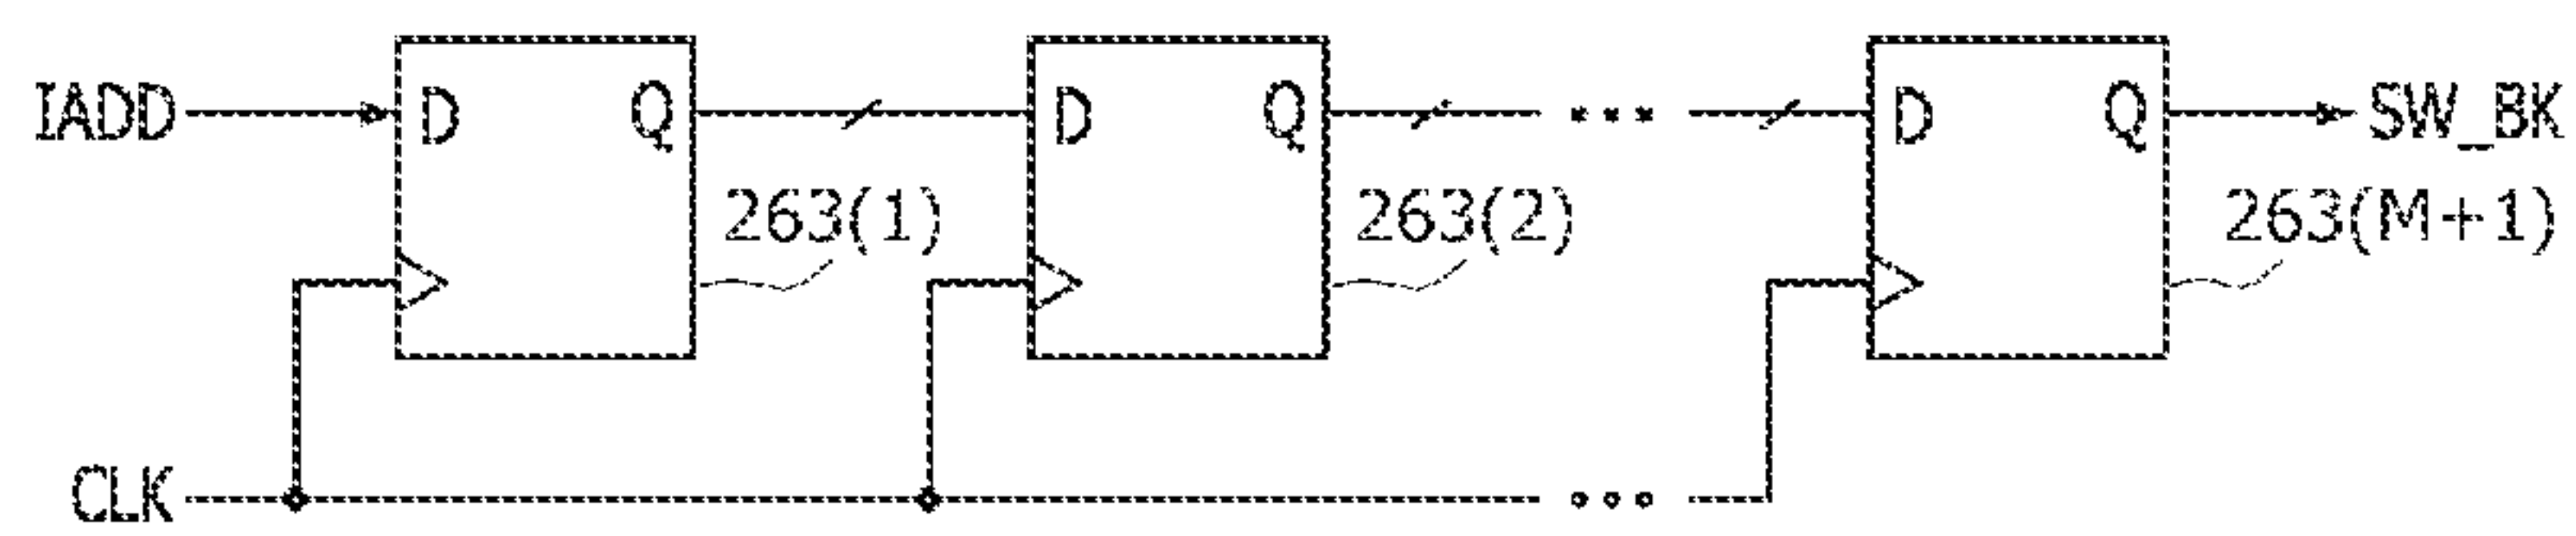 IADD D Q D Q ... D Q SW_BK
263(1) 263(2) 263(M+1)
CLK ...